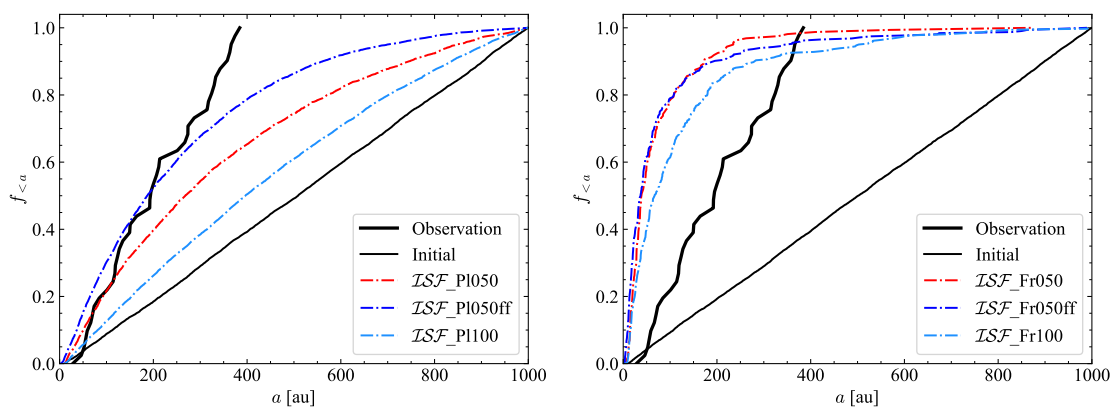 1.0
0.8
0.6
0.4
0.2
0.0
f<a
0
200
400
600
800
1000
a [au]
Observation
Initial
ISF_Pl050
ISF_Pl050ff
ISF_Pl100
1.0
0.8
0.6
0.4
0.2
0.0
f<a
0
200
400
600
800
1000
a [au]
Observation
Initial
ISF_Fr050
ISF_Fr050ff
ISF_Fr100